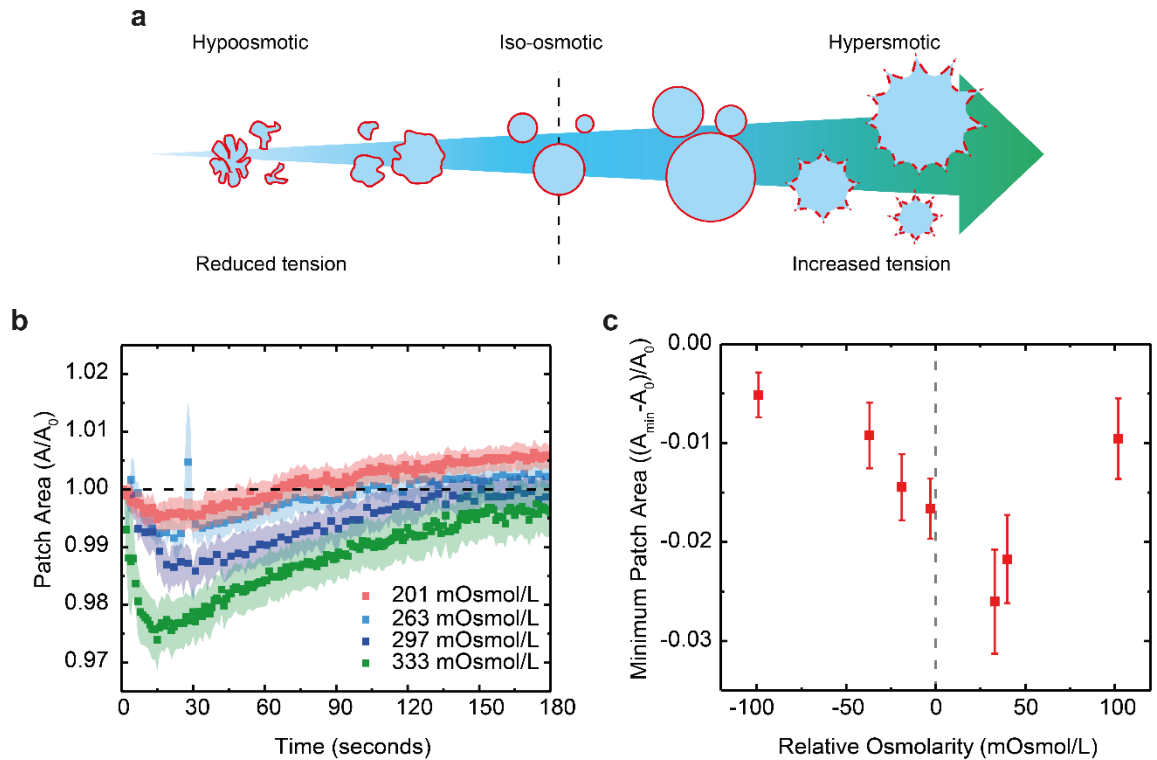 a
Hypoosmotic
Iso-osmotic
Hypersmotic
Reduced tension
Increased tension
b
1.02
1.01
1.00
0.99
0.98
0.97
Patch Area (A/A0)
201 mOsmol/L
263 mOsmol/L
297 mOsmol/L
333 mOsmol/L
0 30 60 90 120 150 180
Time (seconds)
c
0.00
-0.01
-0.02
-0.03
Minimum Patch Area ((Amin-A0)/A0)
-100 -50 0 50 100
Relative Osmolarity (mOsmol/L)